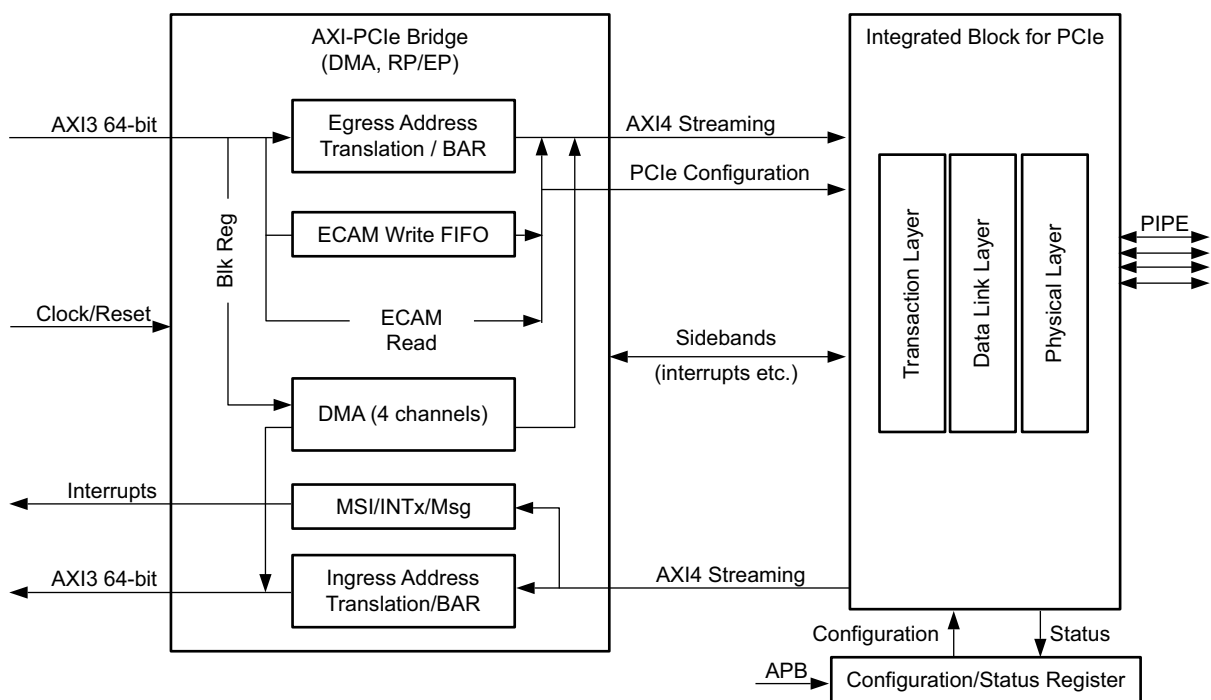 AXI-PCIe Bridge
(DMA, RP/EP)
Integrated Block for PCIe
AXI3 64-bit
Egress Address
Translation / BAR
AXI4 Streaming
PCIe Configuration
Blk Reg
ECAM Write FIFO
Transaction Layer
Data Link Layer
Physical Layer
PIPE
Clock/Reset
ECAM
Read
Sidebands
(interrupts etc.)
DMA (4 channels)
Interrupts
MSI/INTx/Msg
AXI3 64-bit
Ingress Address
Translation/BAR
AXI4 Streaming
Configuration
Status
APB
Configuration/Status Register